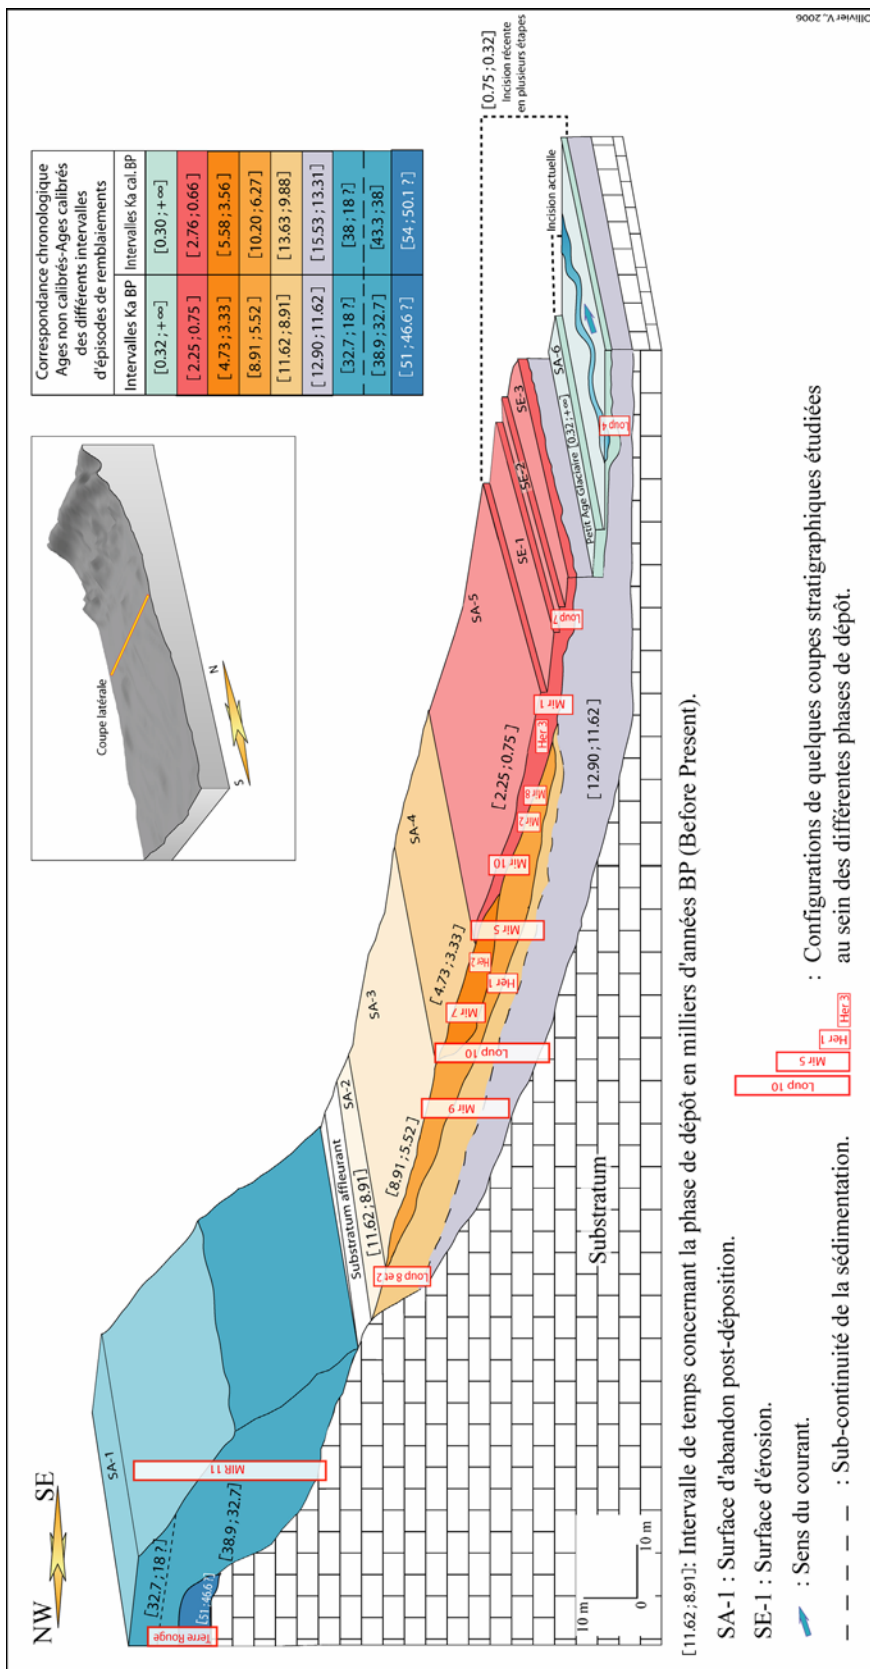 NW SE
Coupe latérale
S N
Correspondance chronologique
Ages non calibrés-Ages calibrés
des différents intervalles
d'épisodes de remblaiements
Intervalles Ka BP Intervalles Ka cal. BP
[0.32 ; +∞] [0.30 ; +∞]
[2.25 ; 0.75] [2.76 ; 0.66]
[4.73 ; 3.33] [5.58 ; 3.56]
[8.91 ; 5.52] [10.20 ; 6.27]
[11.62 ; 8.91] [13.63 ; 9.88]
[12.90 ; 11.62] [15.53 ; 13.31]
[32.7 ; 18 ?] [38 ; 18 ?]
[38.9 ; 32.7] [43.3 ; 38]
[51 ; 46.6 ?] [54 ; 50.1 ?]
SA-1
MIR 11
[32.7 ; 18 ?]
[38.9 ; 32.7]
[51 ; 46.6 ?]
Terre Rouge
Substratum affleurant
SA-2
[11.62 ; 8.91]
SA-3
[8.91 ; 5.52]
Loup 8 et 2
Mir 9
Loup 10
SA-4
[4.73 ; 3.33]
Mir 7
Her 1
Her 2
Mir 5
SA-5
[2.25 ; 0.75]
Mir 10
Mir 2
Mir 8
Her 3
Mir 1
Loup 7
SE-1
SE-2
SE-3
[12.90 ; 11.62]
Petit Age Glaciaire [0.32 ; +∞]
SA-6
Loup 4
Incision actuelle
[0.75 ; 0.32]
Incision récente
en plusieurs étapes
Substratum
10 m
0
10 m
[11.62 ; 8.91]: Intervalle de temps concernant la phase de dépôt en milliers d'années BP (Before Present).
SA-1 : Surface d'abandon post-déposition.
SE-1 : Surface d'érosion.
: Sens du courant.
: Sub-continuité de la sédimentation.
Loup 10
Mir 5
Her 1
Her 3
: Configurations de quelques coupes stratigraphiques étudiées
au sein des différentes phases de dépôt.
Ollivier V., 2006